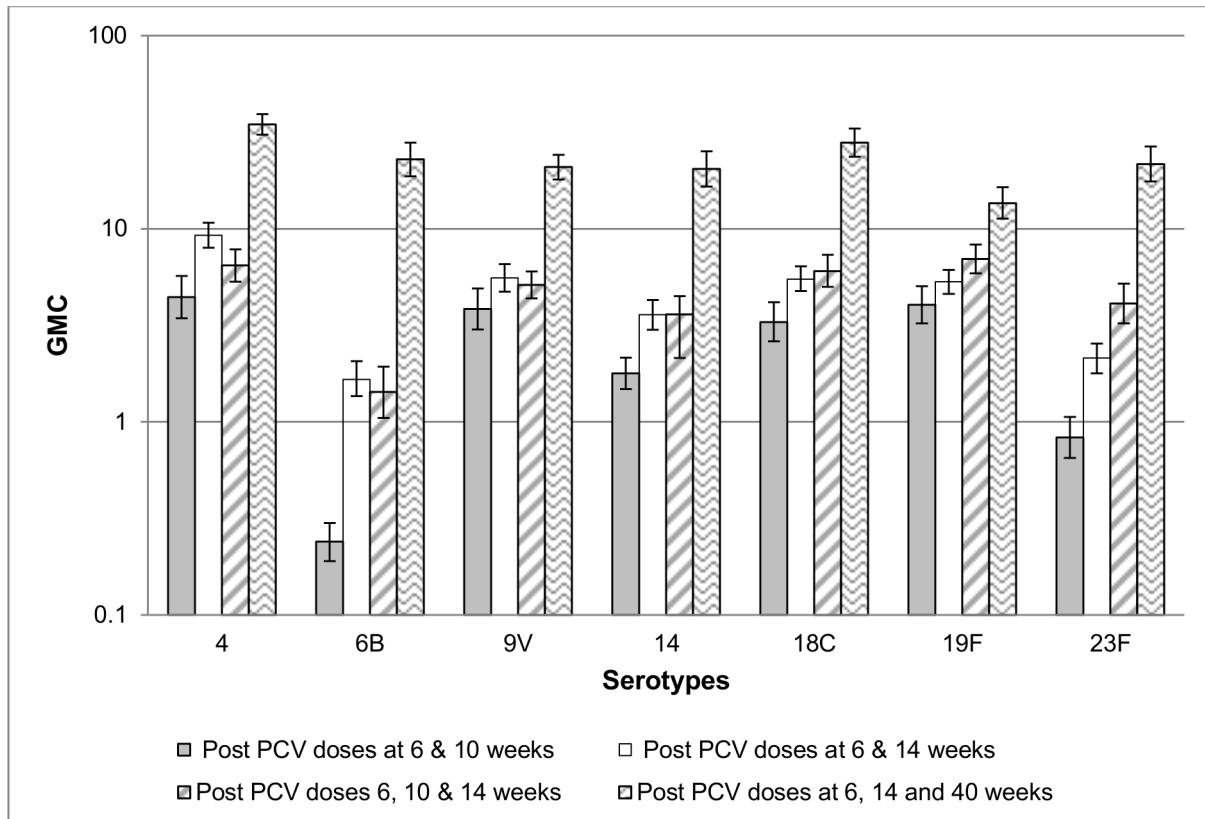 100
10
1
0.1
GMC
4 6B 9V 14 18C 19F 23F
Serotypes
Post PCV doses at 6 & 10 weeks
Post PCV doses at 6 & 14 weeks
Post PCV doses 6, 10 & 14 weeks
Post PCV doses at 6, 14 and 40 weeks